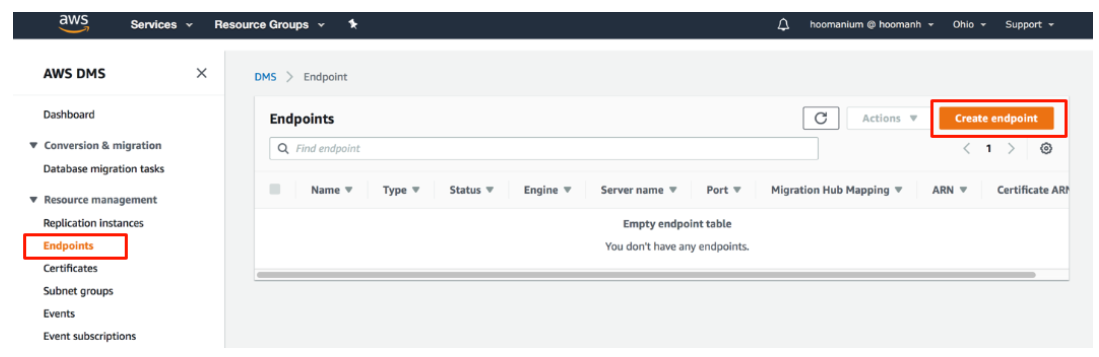 aws Services Resource Groups hoomanium @ hoomanh Ohio Support
AWS DMS
Dashboard
Conversion & migration
Database migration tasks
Resource management
Replication instances
Endpoints
Certificates
Subnet groups
Events
Event subscriptions
DMS > Endpoint
Endpoints Actions Create endpoint
Find endpoint < 1 >
Name Type Status Engine Server name Port Migration Hub Mapping ARN Certificate ARN
Empty endpoint table
You don't have any endpoints.